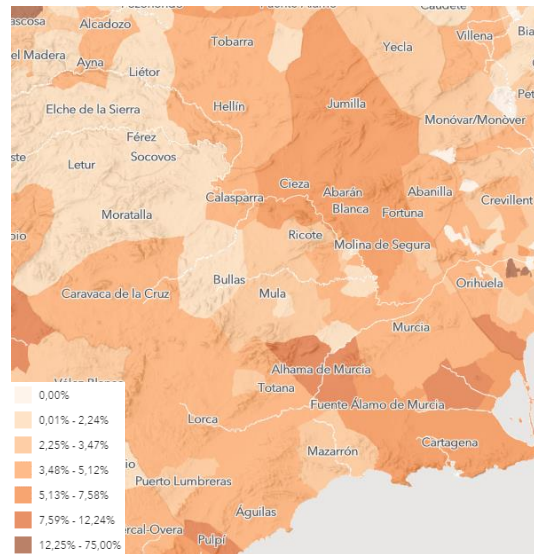 Alcadozo
Caudete
Tobarra
Yecla
Villena
el Madera
Ayna
Liétor
Elche de la Sierra
Hellín
Jumilla
Monóvar/Monòver
Férez
Letur
Socovos
Cieza
Abarán
Abanilla
Calasparra
Blanca
Fortuna
Crevillent
Moratalla
Ricote
Molina de Segura
Bullas
Orihuela
Caravaca de la Cruz
Mula
Murcia
Alhama de Murcia
Totana
Fuente Álamo de Murcia
Lorca
Cartagena
Mazarrón
Puerto Lumbreras
Águilas
rcal-Overa
Pulpí
0,00%
0,01% - 2,24%
2,25% - 3,47%
3,48% - 5,12%
5,13% - 7,58%
7,59% - 12,24%
12,25% - 75,00%